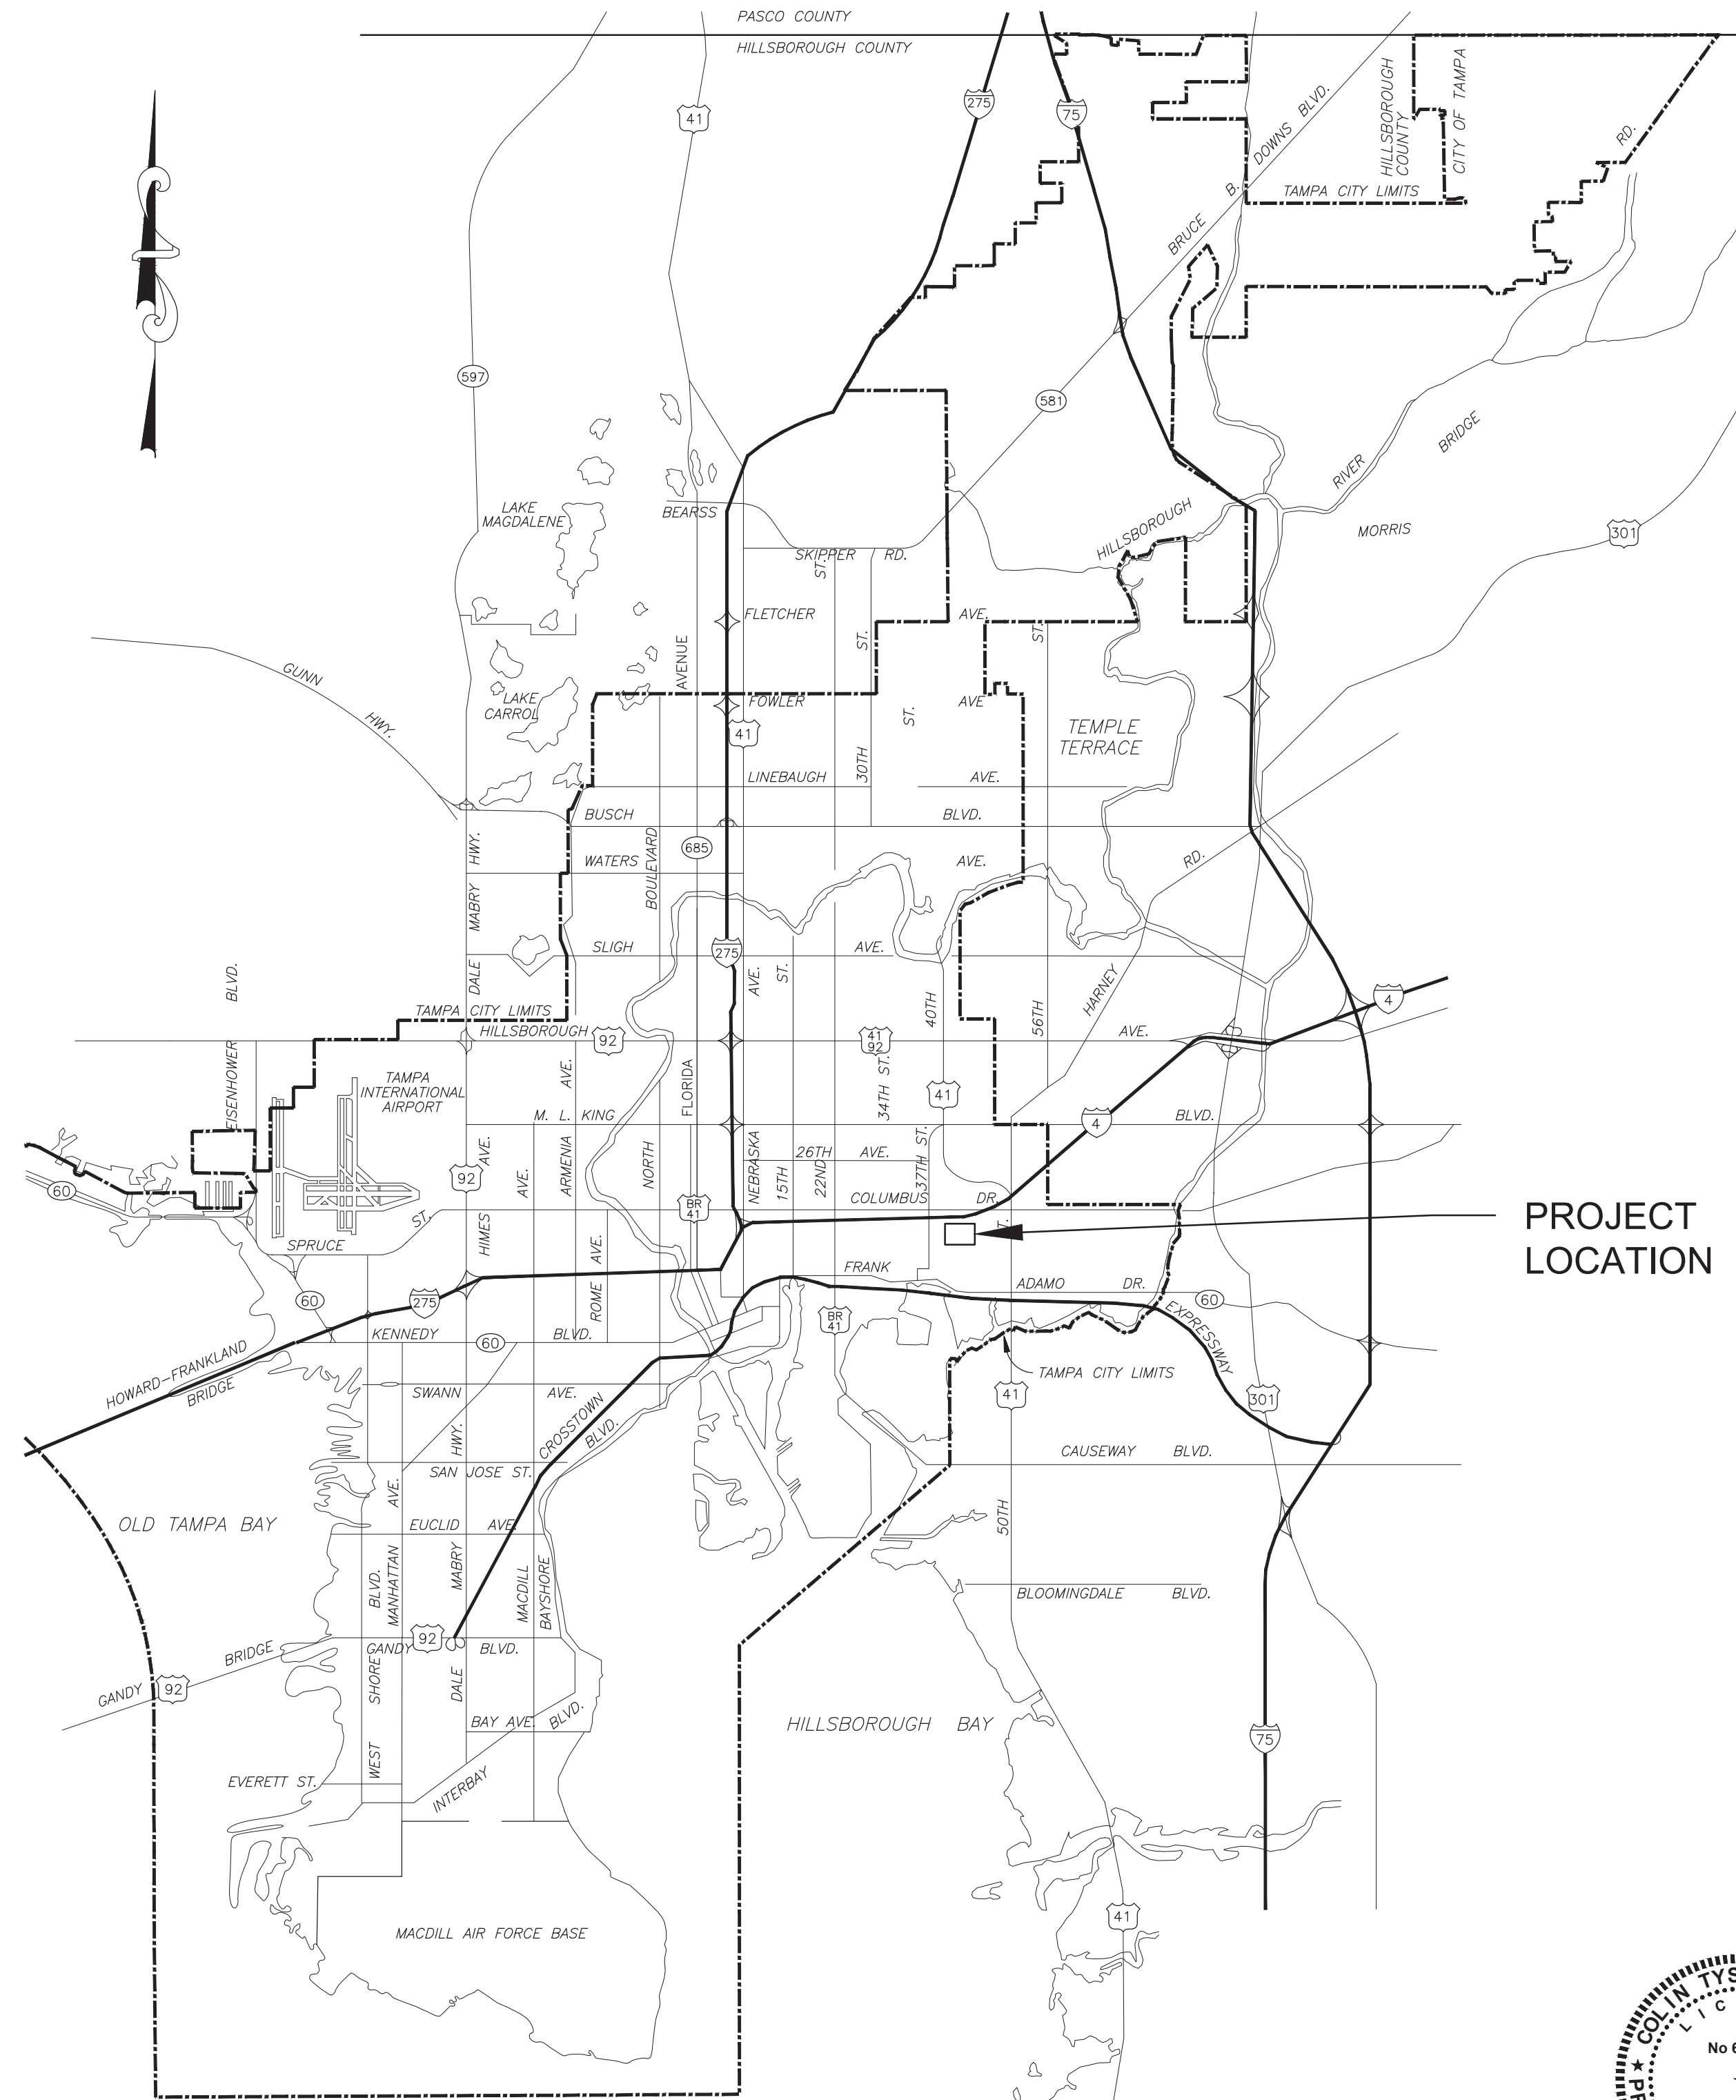 PASCO COUNTY
HILLSBOROUGH COUNTY
275
75
41
HILLSBOROUGH
COUNTY
CITY OF TAMPA
RD.
BRUCE B. DOWNS BLVD.
TAMPA CITY LIMITS
597
581
LAKE
MAGDALENE
BEARSS
SKIPPER RD.
HILLSBOROUGH
RIVER
BRIDGE
MORRIS
301
ST.
FLETCHER
AVE.
ST.
ST.
AVENUE
GUNN
HWY.
LAKE
CARROL
FOWLER
AVE
ST.
41
TEMPLE
TERRACE
LINEBAUGH
30TH
AVE.
BUSCH
BLVD.
HWY.
BOULEVARD
685
WATERS
AVE.
RD.
MABRY
SLIGH
275
AVE.
AVE.
ST.
BLVD.
DALE
HARNEY
4
TAMPA CITY LIMITS
HILLSBOROUGH
92
41
92
40TH
56TH
AVE.
EISENHOWER
TAMPA
INTERNATIONAL
AIRPORT
AVE.
FLORIDA
34TH ST.
41
M. L. KING
4
BLVD.
AVE.
ARMENIA
NORTH
NEBRASKA
15TH
22ND
26TH AVE.
37TH ST.
60
92
AVE.
BR
41
COLUMBUS DR.
ST.
SPRUCE
HIMES
AVE.
T.
PROJECT
LOCATION
FRANK
ADAMO DR.
60
60
275
ROME
BR
41
EXPRESSWAY
KENNEDY
60
BLVD.
TAMPA CITY LIMITS
HOWARD-FRANKLAND
BRIDGE
SWANN
AVE.
41
301
HWY.
CROSSTOWN
BLVD.
CAUSEWAY BLVD.
SAN JOSE ST.
AVE.
OLD TAMPA BAY
EUCLID AVE.
50TH
BLVD.
MANHATTAN
MABRY
MACDILL
BAYSHORE
BLOOMINGDALE BLVD.
BRIDGE
GANDY
92
BLVD.
GANDY
92
SHORE
DALE
BAY AVE.
BLVD.
HILLSBOROUGH BAY
75
WEST
EVERETT ST.
INTERBAY
41
MACDILL AIR FORCE BASE
COLIN TYS
LIC
No 6